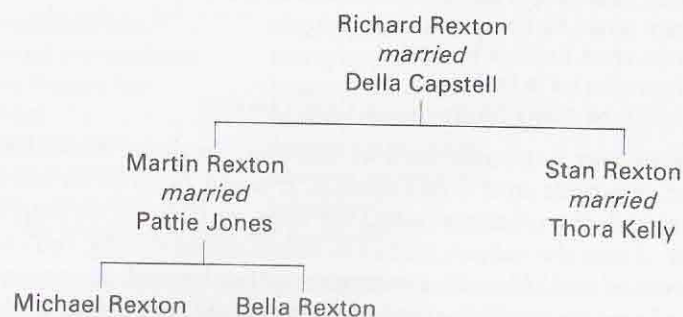 Richard Rexton
married
Della Capstell
Martin Rexton
married
Pattie Jones
Stan Rexton
married
Thora Kelly
Michael Rexton
Bella Rexton